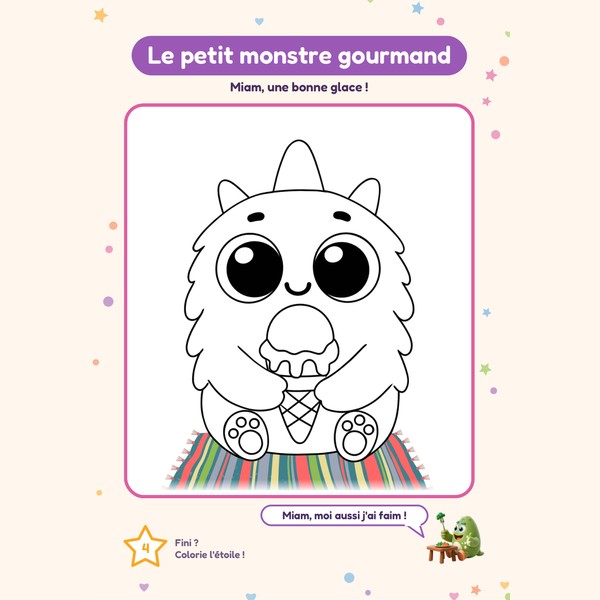 Le petit monstre gourmand
Miam, une bonne glace !
Miam, moi aussi j'ai faim !
4
Fini ?
Colorie l'étoile !